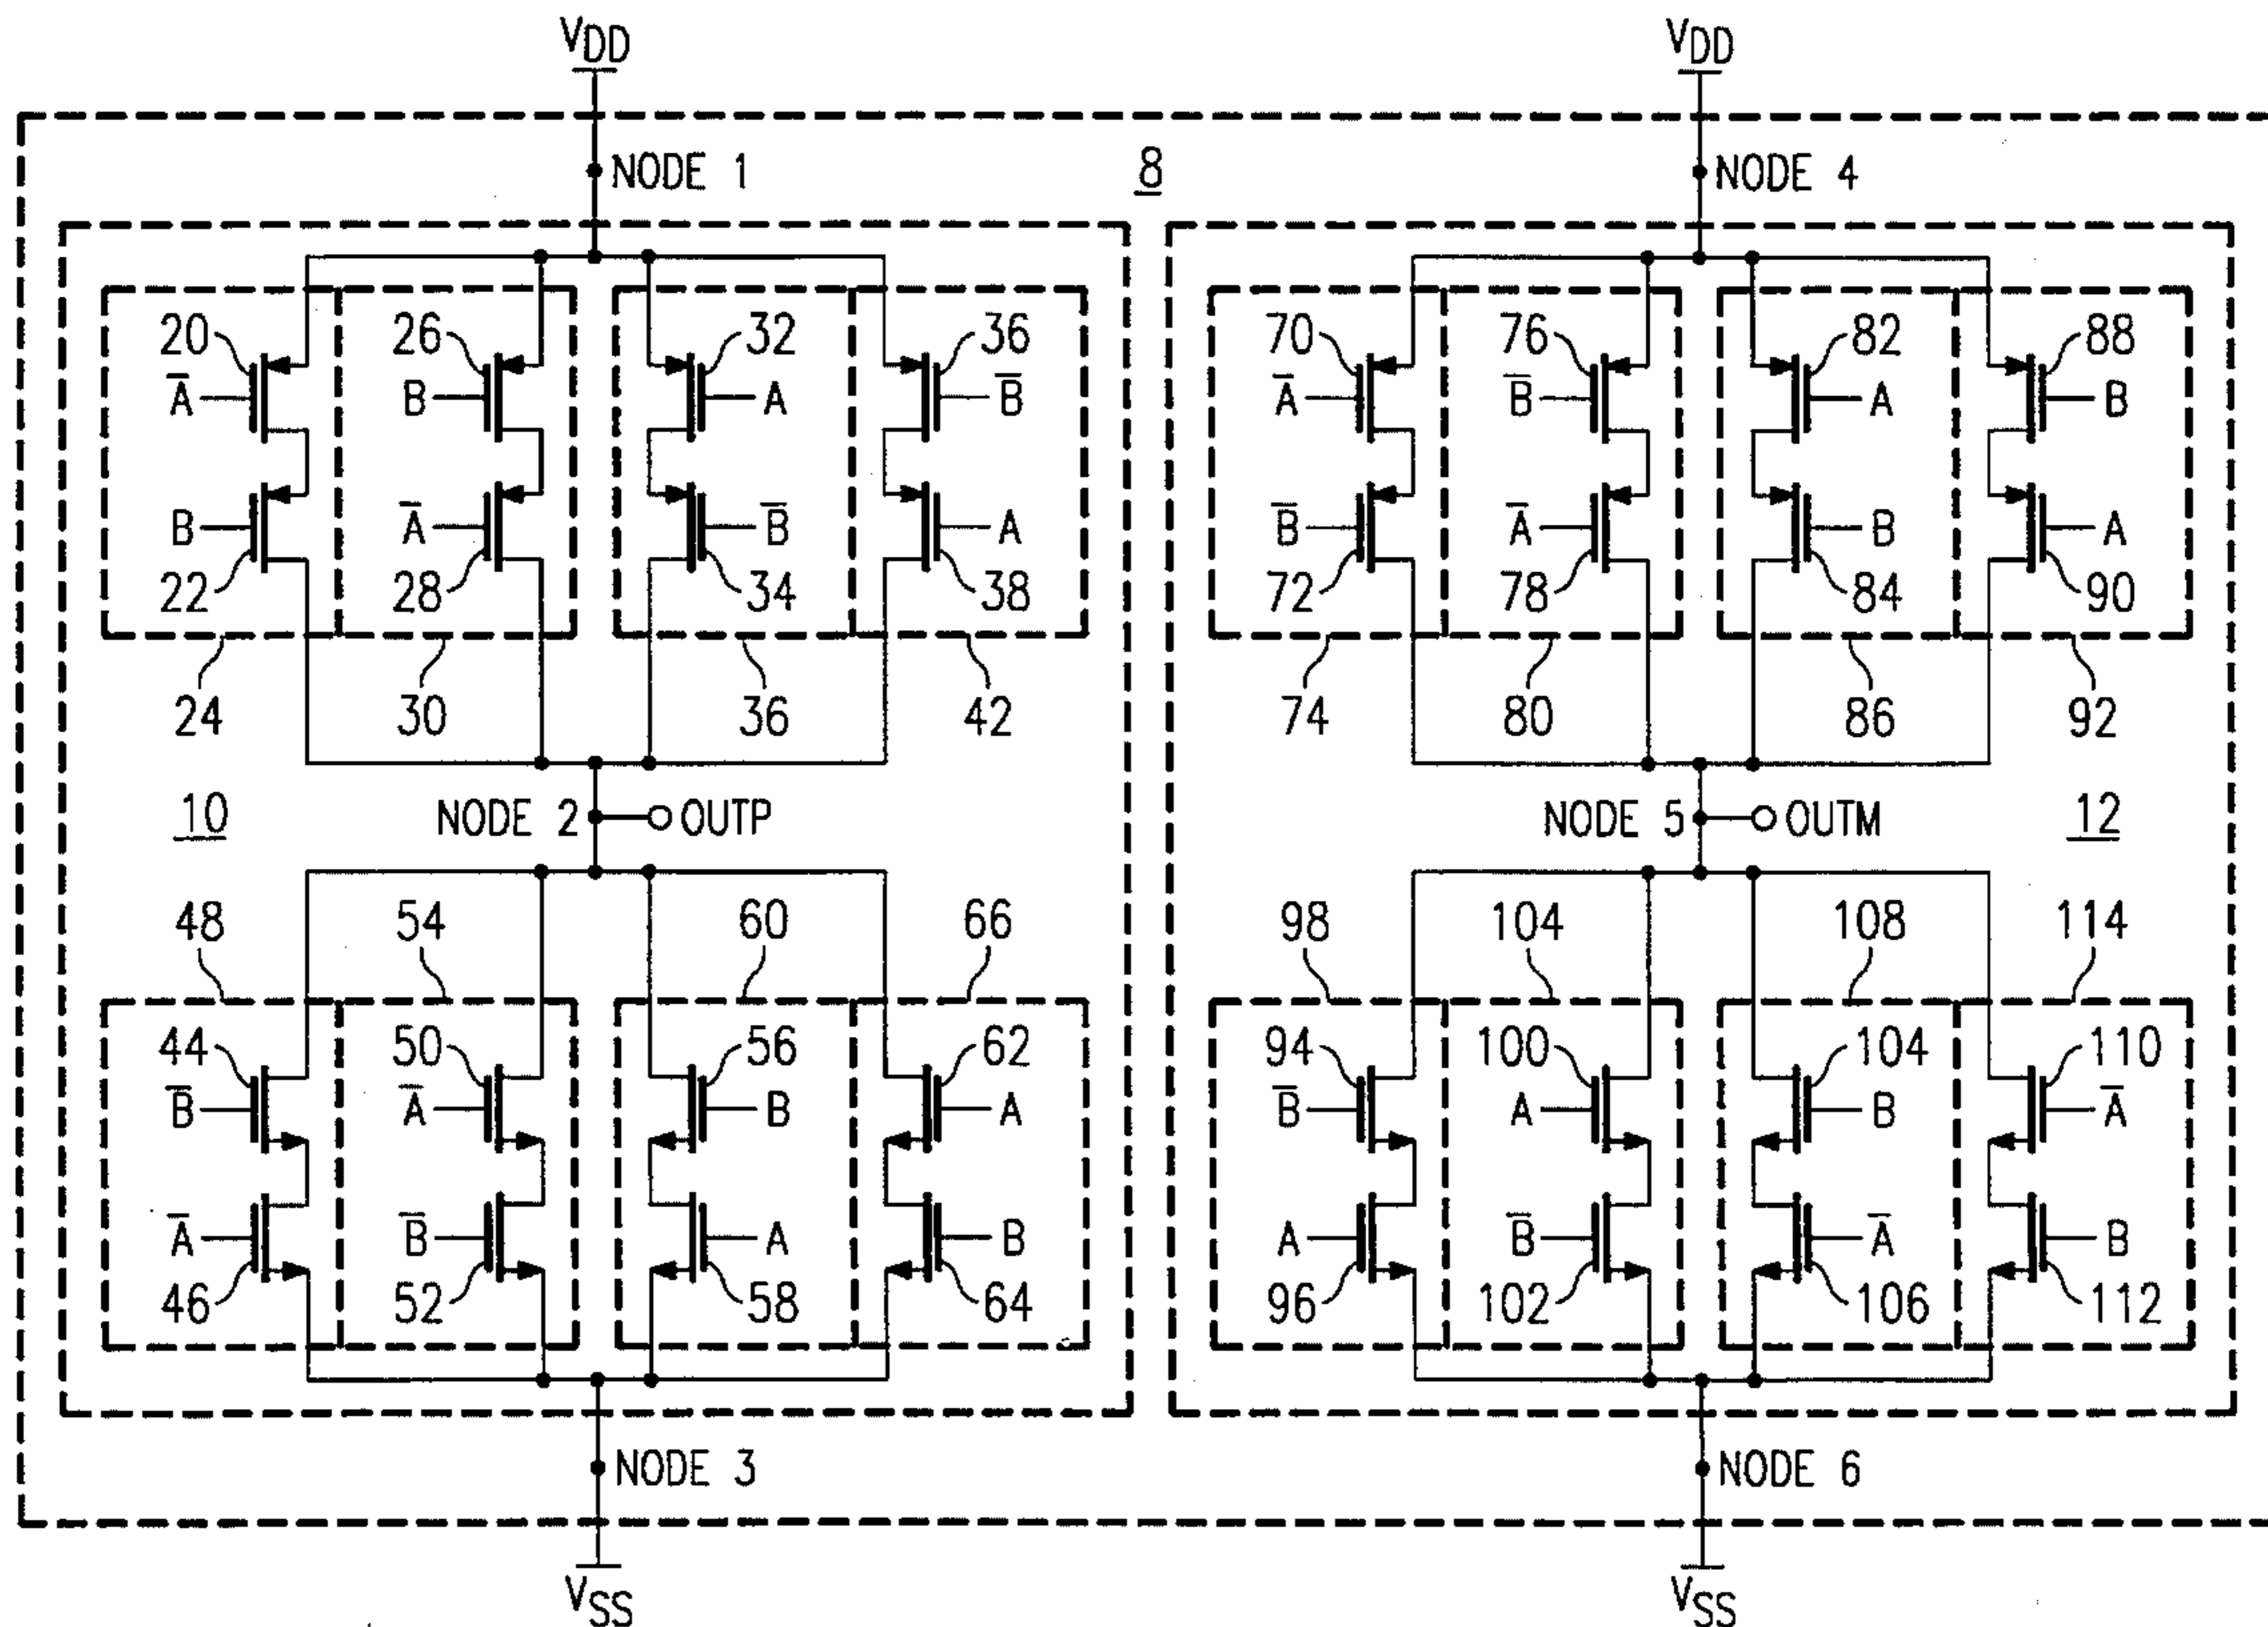 VDD VDD
NODE 1 8 NODE 4
20 26 32 36 70 76 82 88
A̅ B A B̅ A̅ B̅ A B
B A̅ B̅ A B̅ A̅ B A
22 28 34 38 72 78 84 90
24 30 36 42 74 80 86 92
10 NODE 2 OUTP NODE 5 OUTM 12
48 54 60 66 98 104 108 114
44 50 56 62 94 100 104 110
B̅ A̅ B A B̅ A B A̅
A̅ B̅ A B A B̅ A̅ B
46 52 58 64 96 102 106 112
NODE 3 NODE 6
VSS VSS